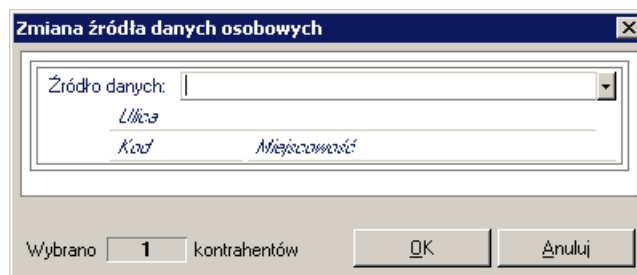 Zmiana źródła danych osobowych
Źródło danych:
Ulica
Kod Miejscowość
Wybrano 1 kontrahentów OK Anuluj